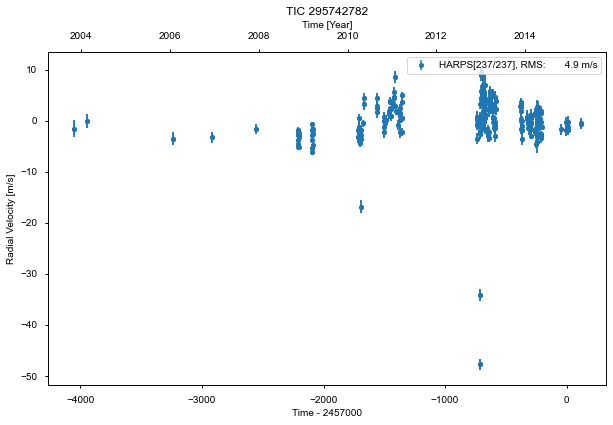 TIC 295742782
Time [Year]
2004 2006 2008 2010 2012 2014
HARPS[237/237], RMS: 4.9 m/s
Radial Velocity [m/s]
10
0
−10
−20
−30
−40
−50
−4000 −3000 −2000 −1000 0
Time - 2457000